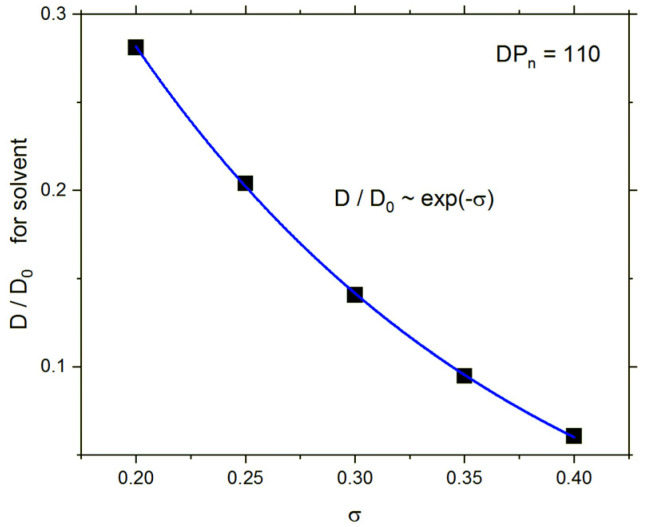 0.3
DPₙ = 110
0.2
D / D₀ ~ exp(-σ)
0.1
D / D₀ for solvent
0.20 0.25 0.30 0.35 0.40
σ